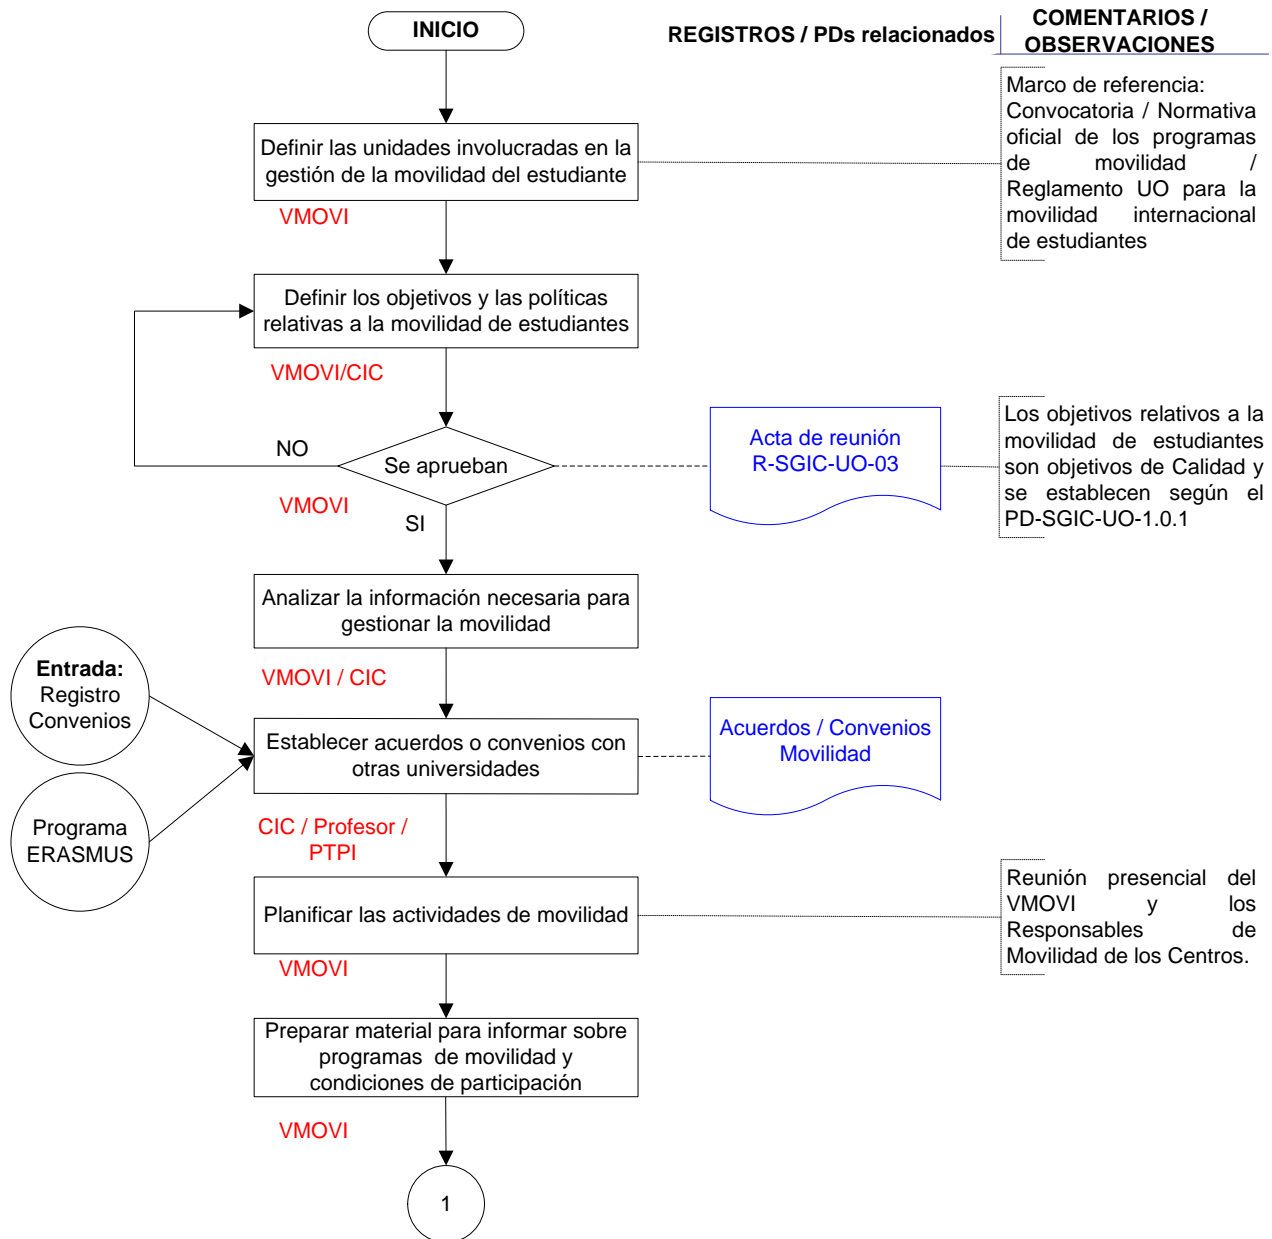 INICIO
REGISTROS / PDs relacionados
COMENTARIOS /
OBSERVACIONES
Definir las unidades involucradas en la
gestión de la movilidad del estudiante
VMOVI
Marco de referencia:
Convocatoria / Normativa
oficial de los programas
de movilidad /
Reglamento UO para la
movilidad internacional
de estudiantes
Definir los objetivos y las políticas
relativas a la movilidad de estudiantes
VMOVI/CIC
NO
Se aprueban
VMOVI
SI
Acta de reunión
R-SGIC-UO-03
Los objetivos relativos a la
movilidad de estudiantes
son objetivos de Calidad y
se establecen según el
PD-SGIC-UO-1.0.1
Analizar la información necesaria para
gestionar la movilidad
VMOVI / CIC
Entrada:
Registro
Convenios
Programa
ERASMUS
Establecer acuerdos o convenios con
otras universidades
CIC / Profesor /
PTPI
Acuerdos / Convenios
Movilidad
Planificar las actividades de movilidad
VMOVI
Reunión presencial del
VMOVI y los
Responsables de
Movilidad de los Centros.
Preparar material para informar sobre
programas de movilidad y
condiciones de participación
VMOVI
1